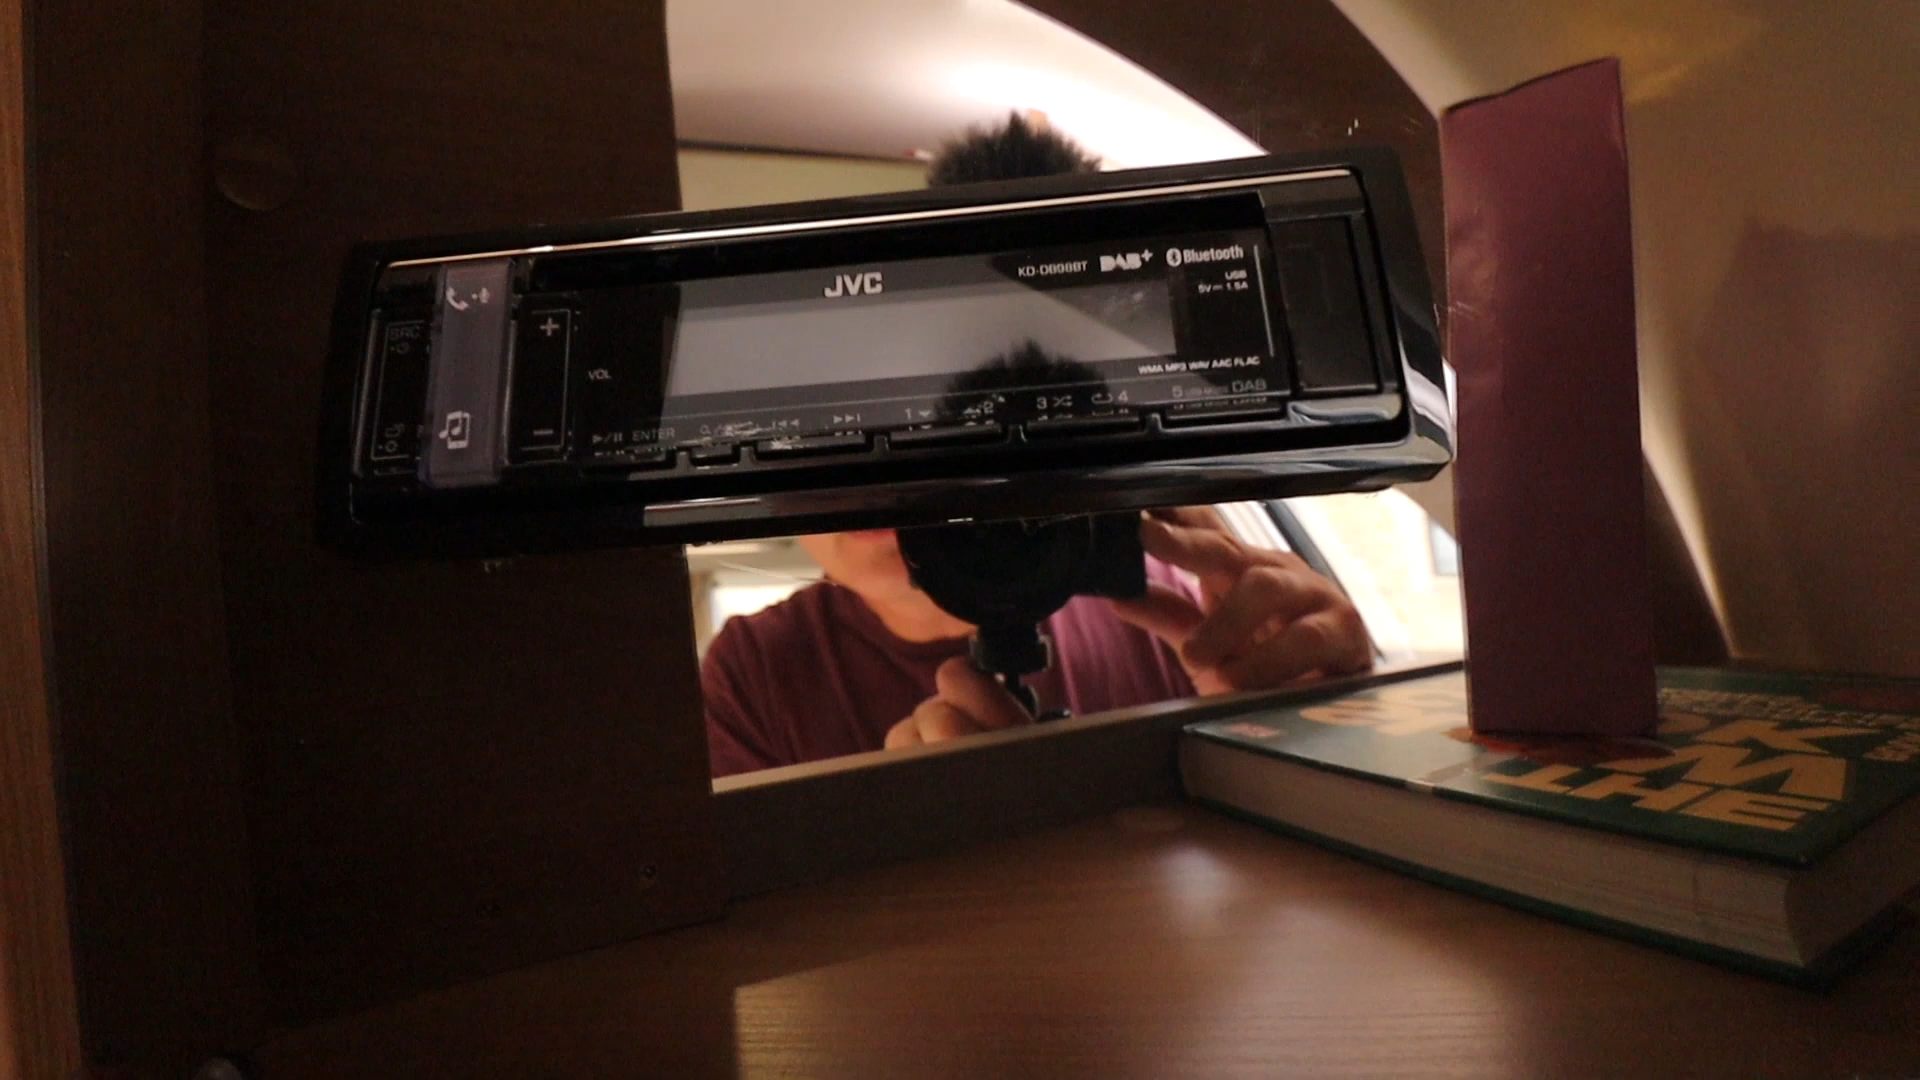 JVC
KD-DB98BT DAB+ Bluetooth
USB
5V 1.5A
SRC
VOL
+
WMA MP3 WAV AAC FLAC
ENTER
1
3
4
5
DAB
THE